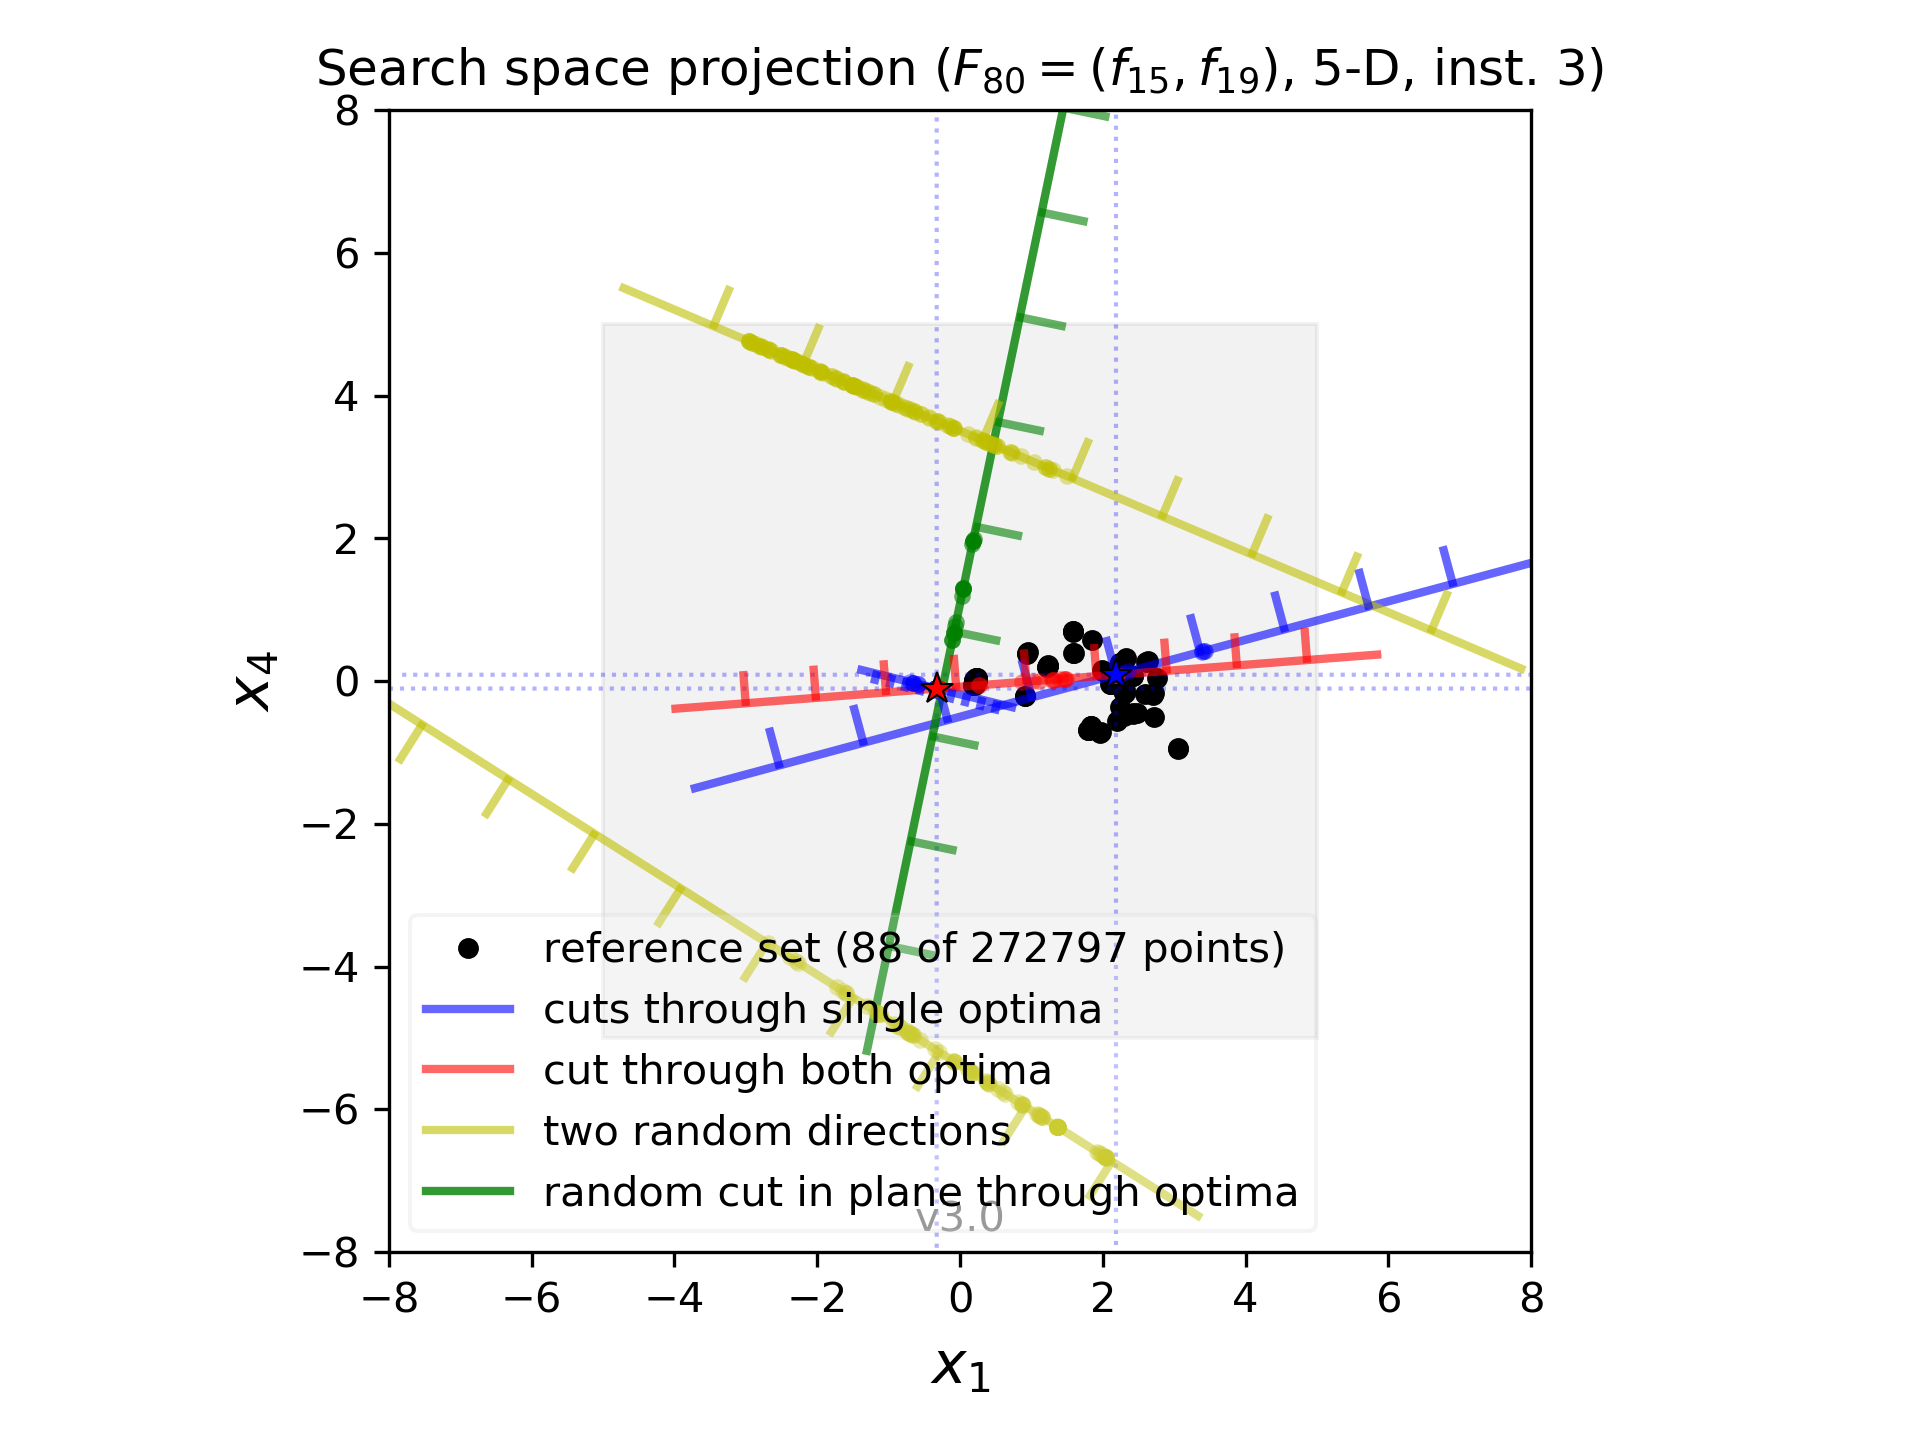 Search space projection (F80 = (f15, f19), 5-D, inst. 3)
8
6
4
2
0
−2
−4
−6
−8
x4
reference set (88 of 272797 points)
cuts through single optima
cut through both optima
two random directions
random cut in plane through optima
v3.0
−8 −6 −4 −2 0 2 4 6 8
x1